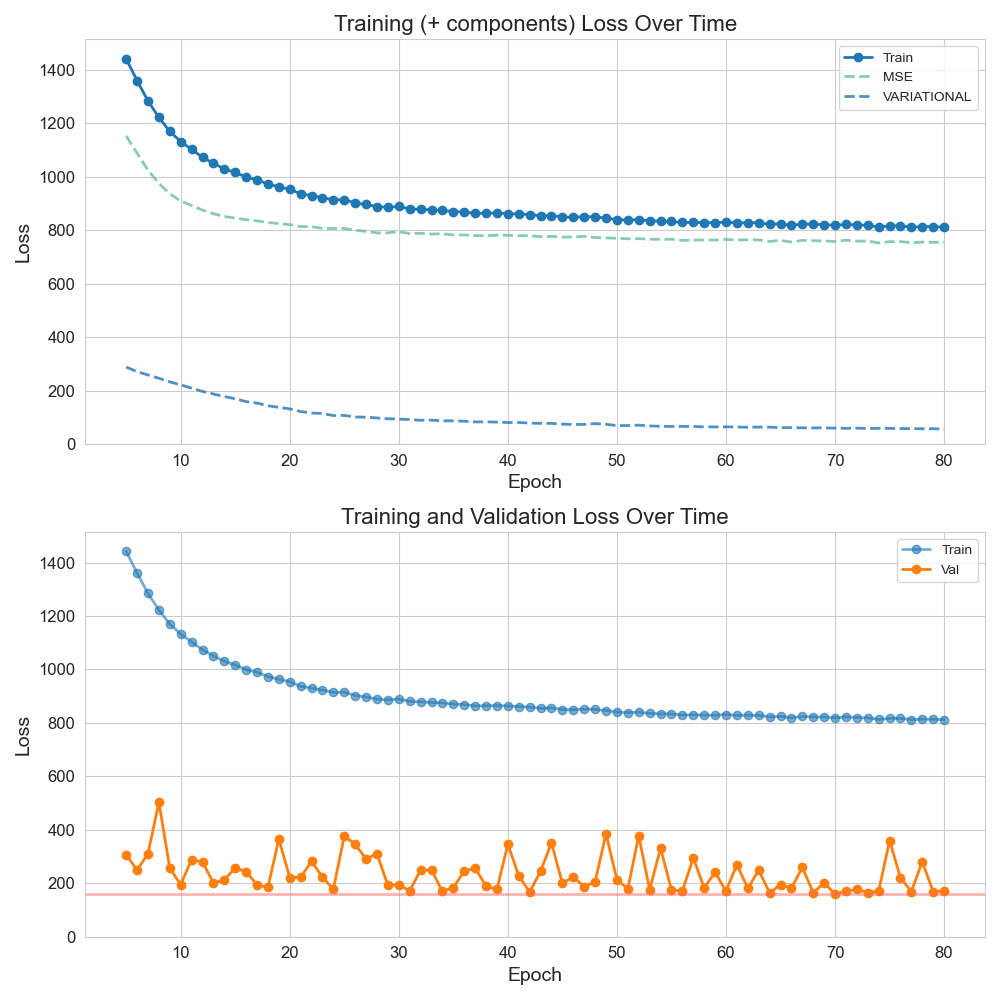 Training (+ components) Loss Over Time
Train
MSE
VARIATIONAL
1400
1200
1000
800
600
400
200
0
Loss
10 20 30 40 50 60 70 80
Epoch
Training and Validation Loss Over Time
Train
Val
1400
1200
1000
800
600
400
200
0
Loss
10 20 30 40 50 60 70 80
Epoch